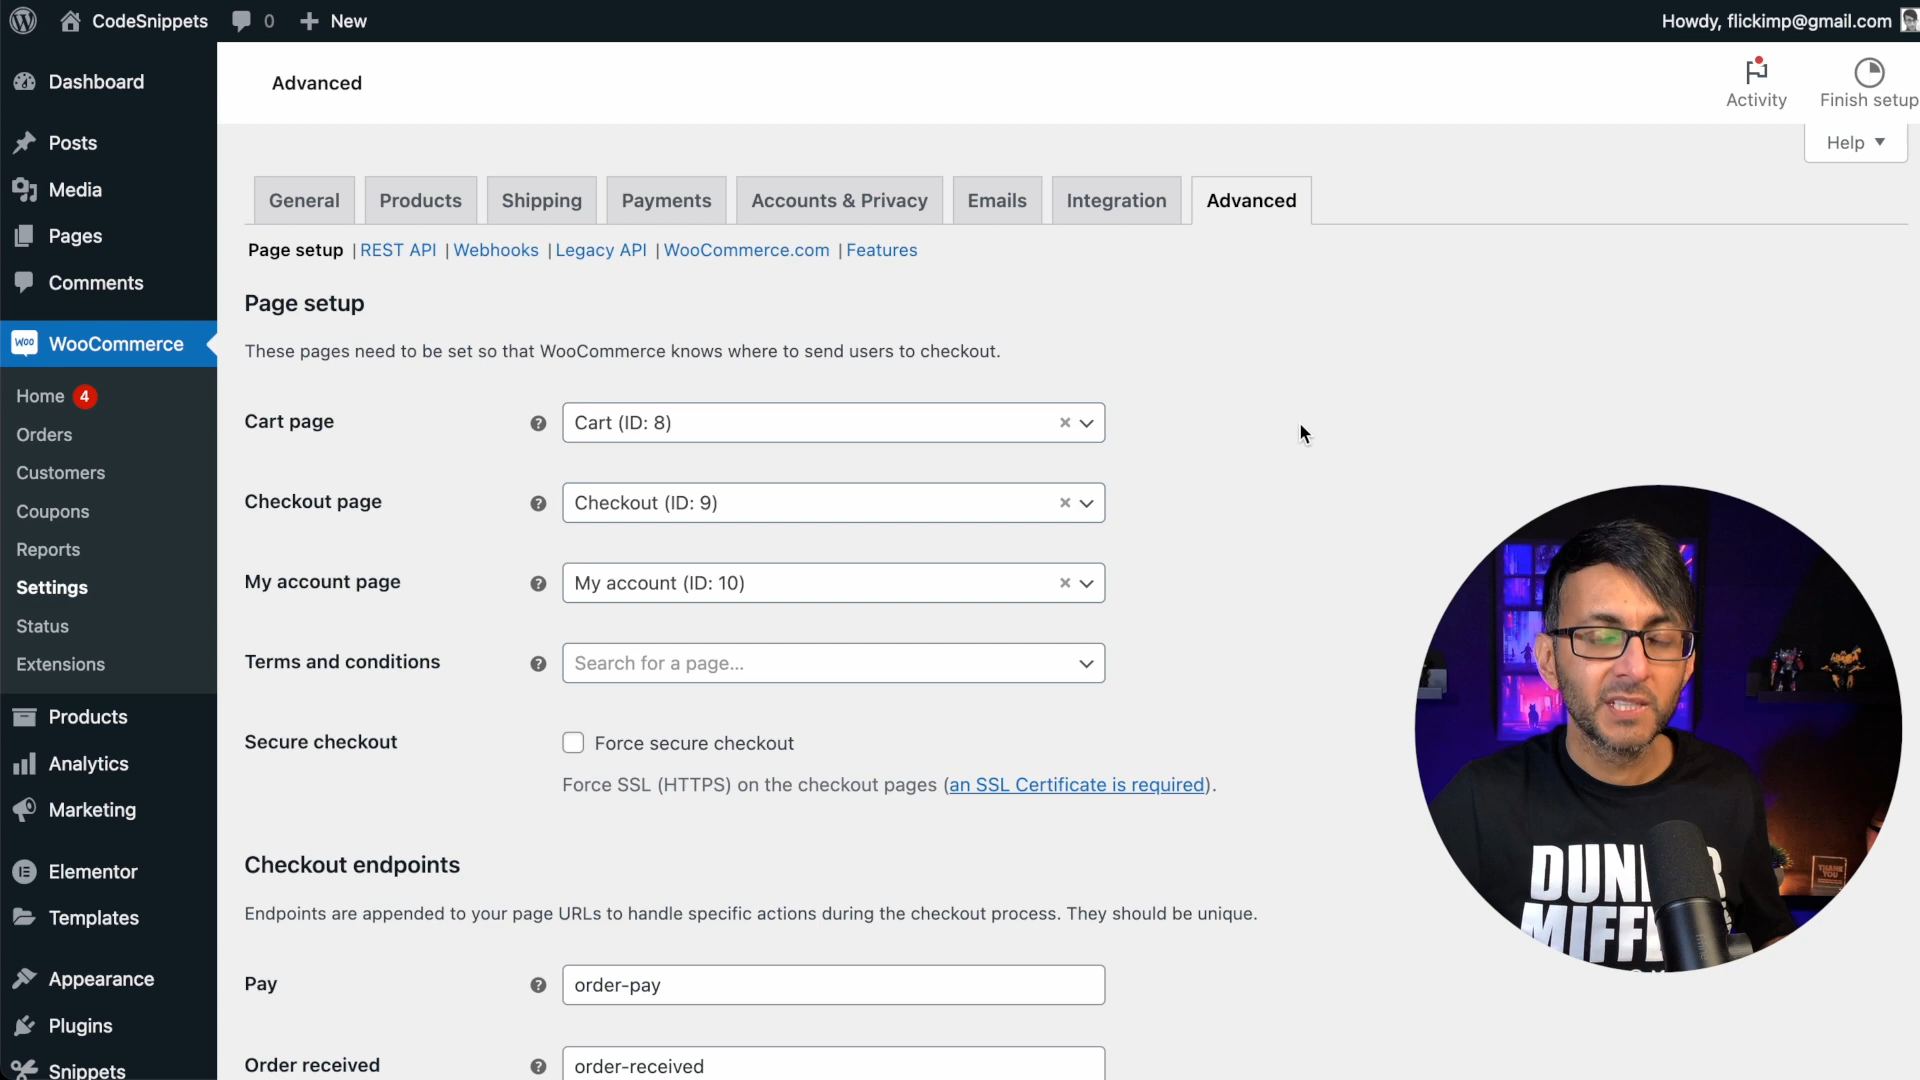 CodeSnippets 0 New Howdy, flickimp@gmail.com
Dashboard
Posts
Media
Pages
Comments
WOO WooCommerce
Home 4
Orders
Customers
Coupons
Reports
Settings
Status
Extensions
Products
Analytics
Marketing
Elementor
Templates
Appearance
Plugins
Snippets
Advanced
Activity
Finish setup
Help
General Products Shipping Payments Accounts & Privacy Emails Integration Advanced
Page setup | REST API | Webhooks | Legacy API | WooCommerce.com | Features
Page setup
These pages need to be set so that WooCommerce knows where to send users to checkout.
Cart page ? Cart (ID: 8) ×
Checkout page ? Checkout (ID: 9) ×
My account page ? My account (ID: 10) ×
Terms and conditions ? Search for a page...
Secure checkout Force secure checkout
Force SSL (HTTPS) on the checkout pages (an SSL Certificate is required).
Checkout endpoints
Endpoints are appended to your page URLs to handle specific actions during the checkout process. They should be unique.
Pay ? order-pay
Order received ? order-received
THANK
YOU